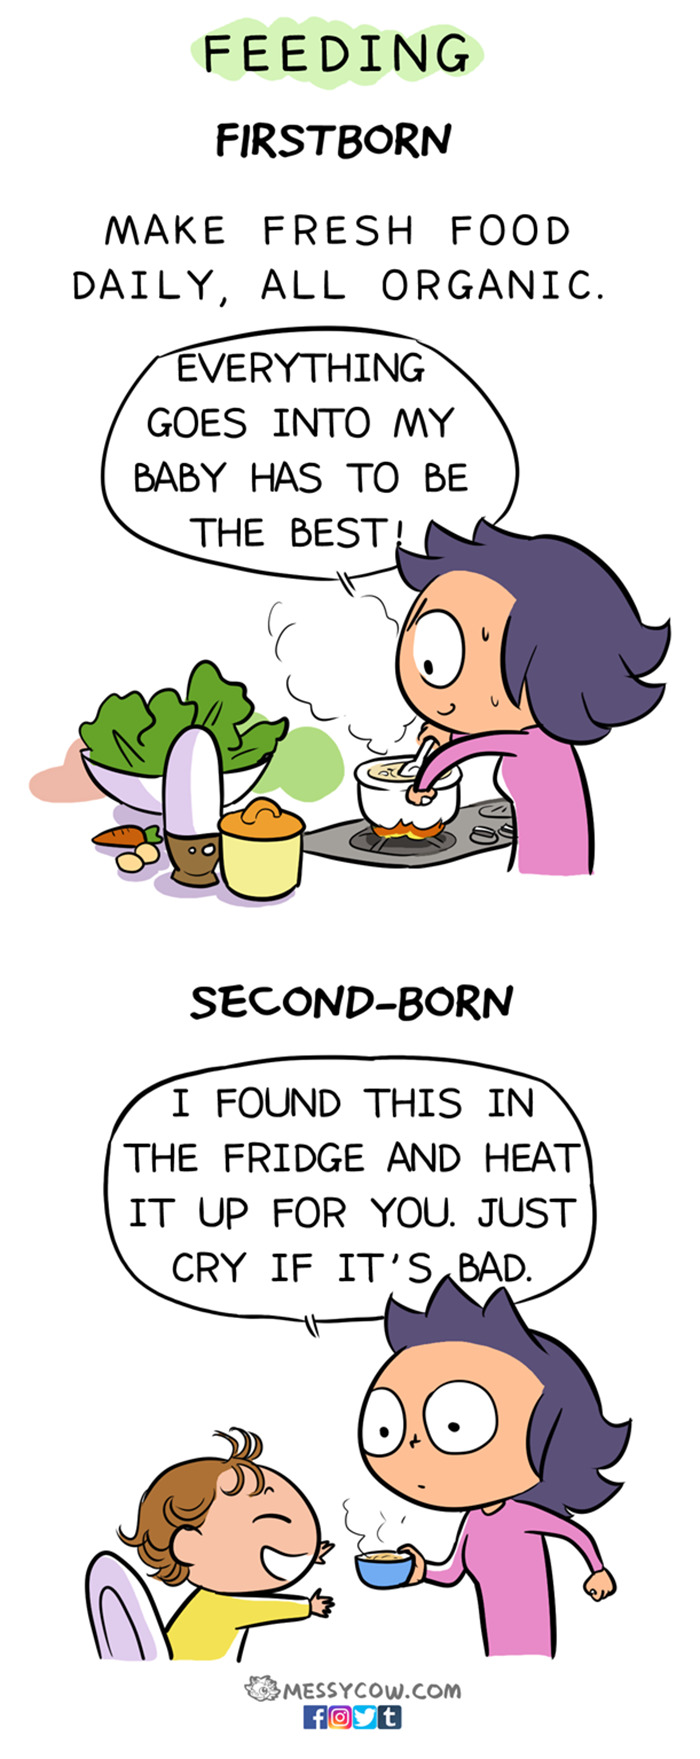 FEEDING
FIRSTBORN
MAKE FRESH FOOD
DAILY, ALL ORGANIC.
EVERYTHING
GOES INTO MY
BABY HAS TO BE
THE BEST!
SECOND-BORN
I FOUND THIS IN
THE FRIDGE AND HEAT
IT UP FOR YOU. JUST
CRY IF IT'S BAD.
MESSYCOW.COM